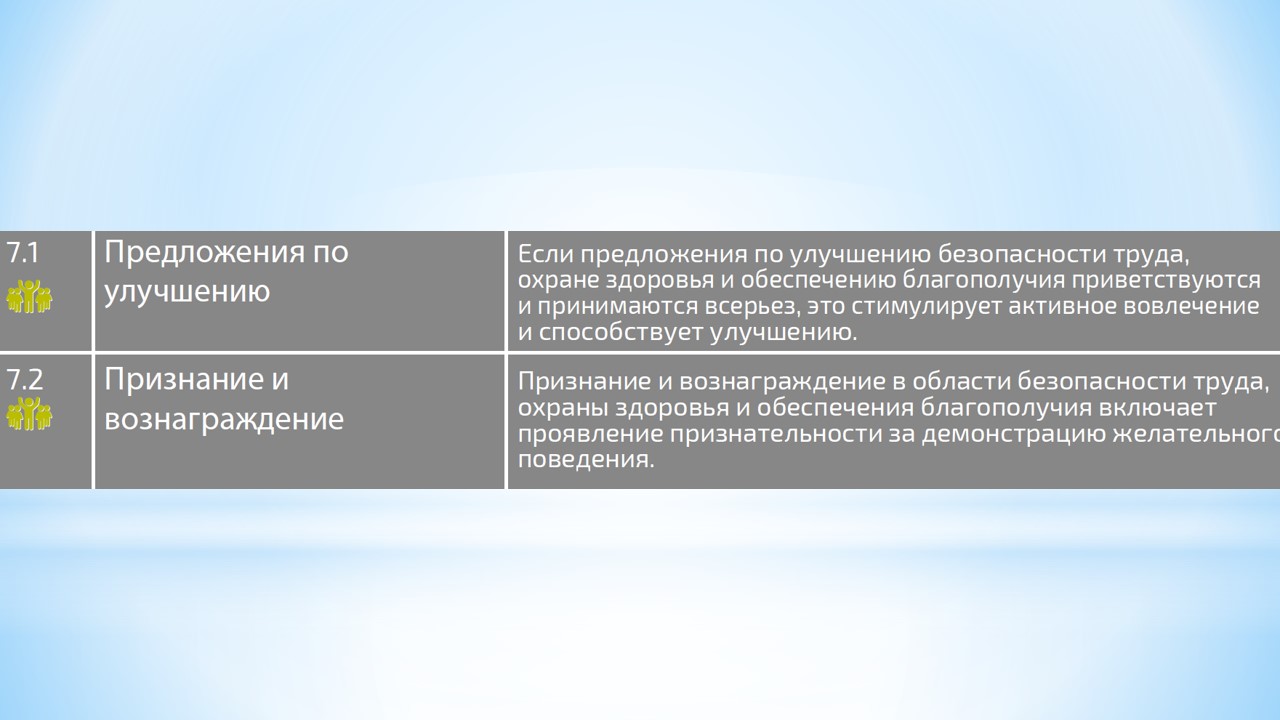 7.1
Предложения по
улучшению
Если предложения по улучшению безопасности труда,
охране здоровья и обеспечению благополучия приветствуются
и принимаются всерьез, это стимулирует активное вовлечение
и способствует улучшению.
7.2
Признание и
вознаграждение
Признание и вознаграждение в области безопасности труда,
охраны здоровья и обеспечения благополучия включает
проявление признательности за демонстрацию желательного
поведения.